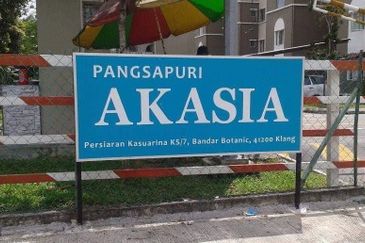 PANGSAPURI
AKASIA
Persiaran Kasuarina KS/7, Bandar Botanic, 41200 Klang